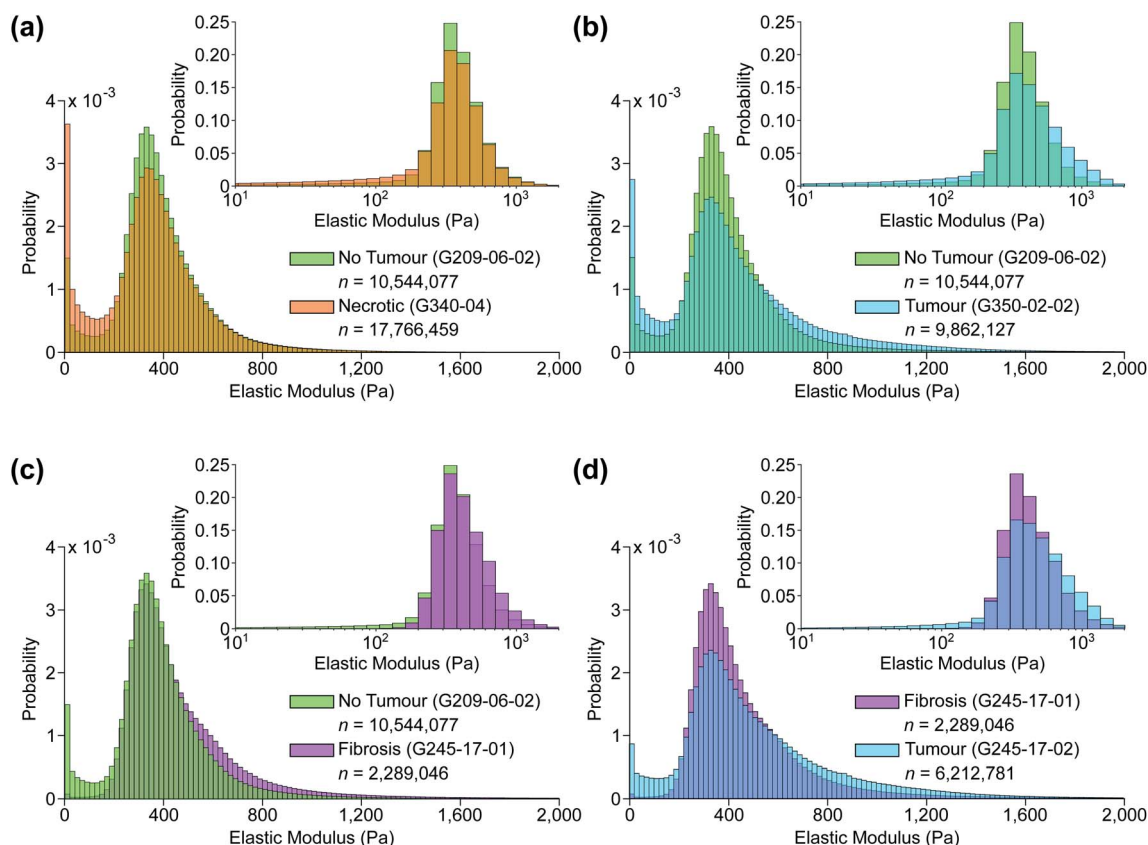 (a)
0.25
0.20
0.15
0.10
0.05
0
Probability
10¹ 10² 10³
Elastic Modulus (Pa)
x 10⁻³
4
3
2
1
0
Probability
0 400 800 1,200 1,600 2,000
Elastic Modulus (Pa)
No Tumour (G209-06-02)
n = 10,544,077
Necrotic (G340-04)
n = 17,766,459
(b)
0.25
0.20
0.15
0.10
0.05
0
Probability
10¹ 10² 10³
Elastic Modulus (Pa)
x 10⁻³
4
3
2
1
0
Probability
0 400 800 1,200 1,600 2,000
Elastic Modulus (Pa)
No Tumour (G209-06-02)
n = 10,544,077
Tumour (G350-02-02)
n = 9,862,127
(c)
0.25
0.20
0.15
0.10
0.05
0
Probability
10¹ 10² 10³
Elastic Modulus (Pa)
x 10⁻³
4
3
2
1
0
Probability
0 400 800 1,200 1,600 2,000
Elastic Modulus (Pa)
No Tumour (G209-06-02)
n = 10,544,077
Fibrosis (G245-17-01)
n = 2,289,046
(d)
0.25
0.20
0.15
0.10
0.05
0
Probability
10¹ 10² 10³
Elastic Modulus (Pa)
x 10⁻³
4
3
2
1
0
Probability
0 400 800 1,200 1,600 2,000
Elastic Modulus (Pa)
Fibrosis (G245-17-01)
n = 2,289,046
Tumour (G245-17-02)
n = 6,212,781